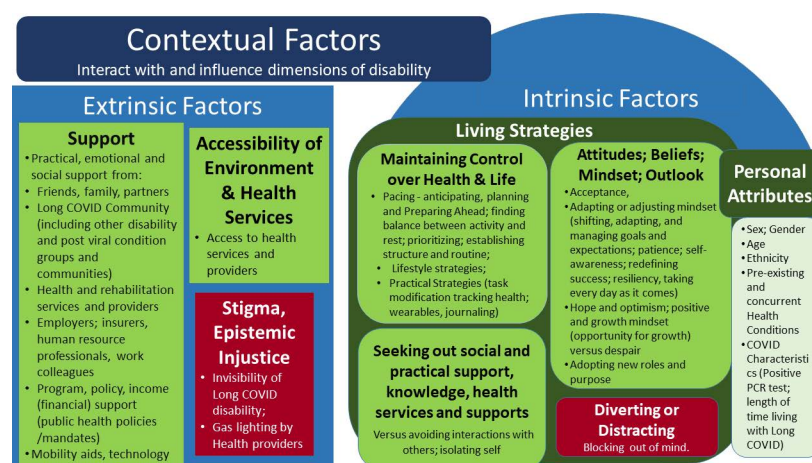 Contextual Factors
Interact with and influence dimensions of disability
Extrinsic Factors
Support
•Practical, emotional and
social support from:
• Friends, family, partners
• Long COVID Community
(including other disability
and post viral condition
groups and
communities)
• Health and rehabilitation
services and providers
• Employers; insurers,
human resource
professionals, work
colleagues
• Program, policy, income
(financial) support
(public health policies
/mandates)
•Mobility aids, technology
Accessibility of
Environment
& Health
Services
• Access to health
services and
providers
Stigma,
Epistemic
Injustice
• Invisibility of
Long COVID
disability;
• Gas lighting by
Health providers
Intrinsic Factors
Living Strategies
Maintaining Control
over Health & Life
• Pacing - anticipating, planning
and Preparing Ahead; finding
balance between activity and
rest; prioritizing; establishing
structure and routine;
• Lifestyle strategies;
• Practical Strategies (task
modification tracking health;
wearables, journaling)
Seeking out social and
practical support,
knowledge, health
services and supports
Versus avoiding interactions with
others; isolating self
Attitudes; Beliefs;
Mindset; Outlook
•Acceptance,
•Adapting or adjusting mindset
(shifting, adapting, and
managing goals and
expectations; patience; self-
awareness; redefining
success; resiliency, taking
every day as it comes)
•Hope and optimism; positive
and growth mindset
(opportunity for growth)
versus despair
•Adopting new roles and
purpose
Diverting or
Distracting
Blocking out of mind.
Personal
Attributes
•Sex; Gender
•Age
•Ethnicity
•Pre-existing
and
concurrent
Health
Conditions
•COVID
Characteristi
cs (Positive
PCR test;
length of
time living
with Long
COVID)